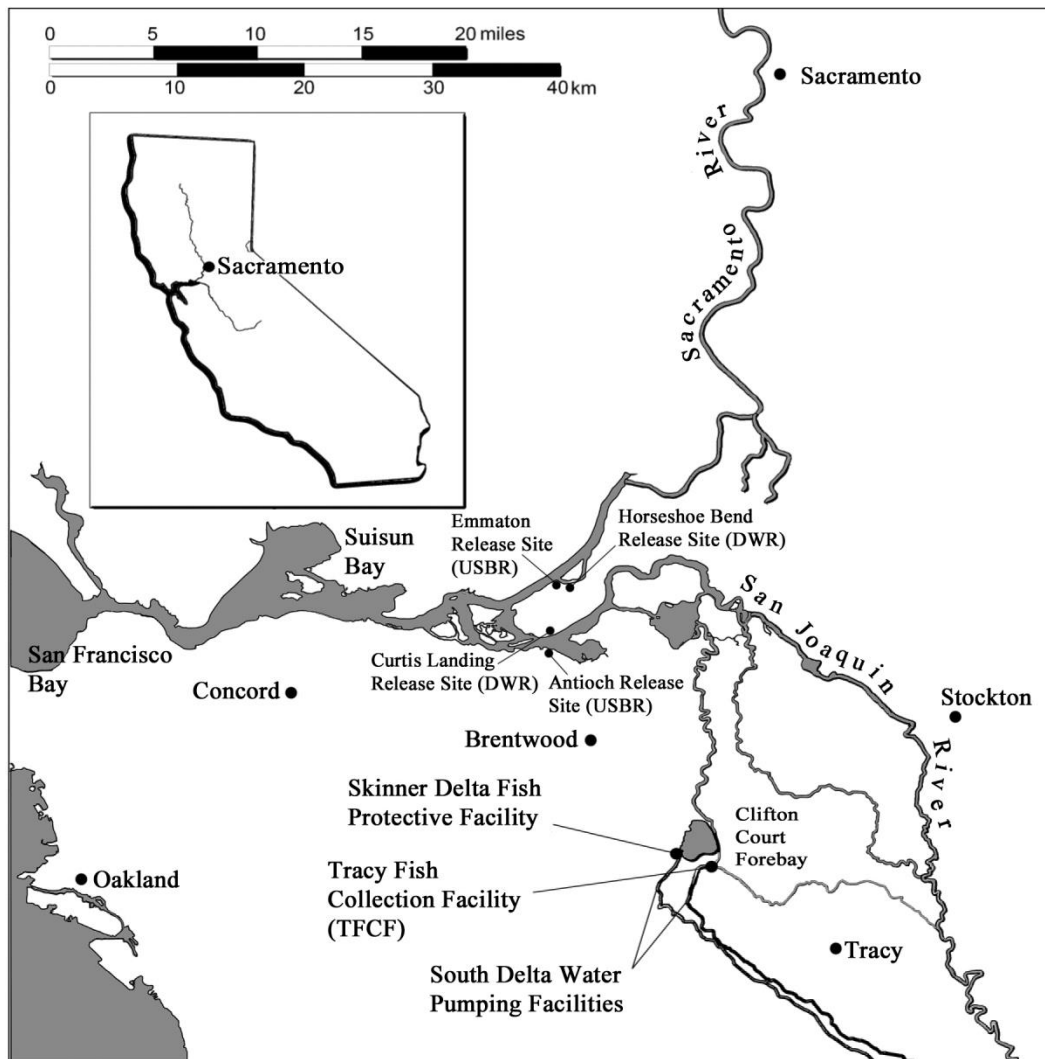 0 5 10 15 20 miles
0 10 20 30 40 km
Sacramento
Sacramento River
Sacramento
Suisun
Bay
Emmaton
Release Site
(USBR)
Horseshoe Bend
Release Site (DWR)
San Francisco
Bay
Concord
Curtis Landing
Release Site (DWR)
Antioch Release
Site (USBR)
San Joaquin River
Stockton
Brentwood
Skinner Delta Fish
Protective Facility
Clifton
Court
Forebay
Oakland
Tracy Fish
Collection Facility
(TFCF)
Tracy
South Delta Water
Pumping Facilities